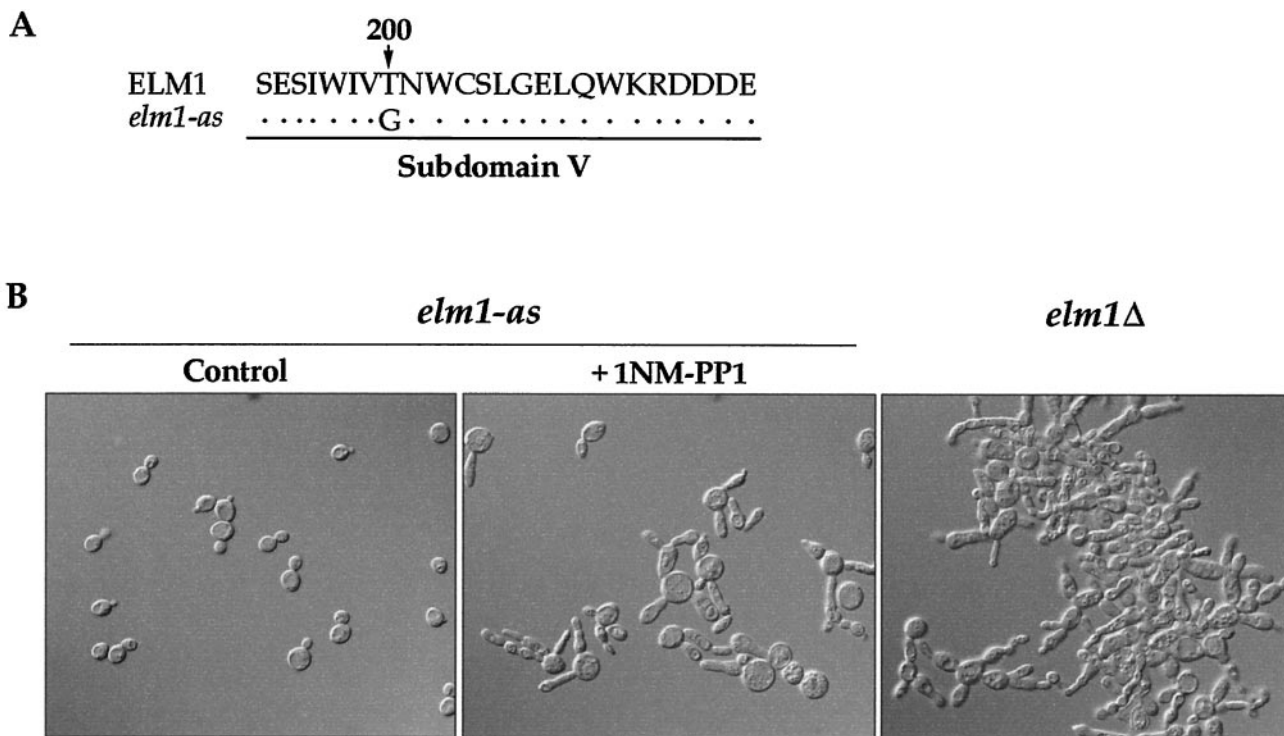 A
200
ELM1 SESIWIVTNWCSLGELQWKRDDDE
elm1-as . . . . . . . G . . . . . . . . . . . . . . . .
Subdomain V
B
elm1-as elm1Δ
Control + 1NM-PP1